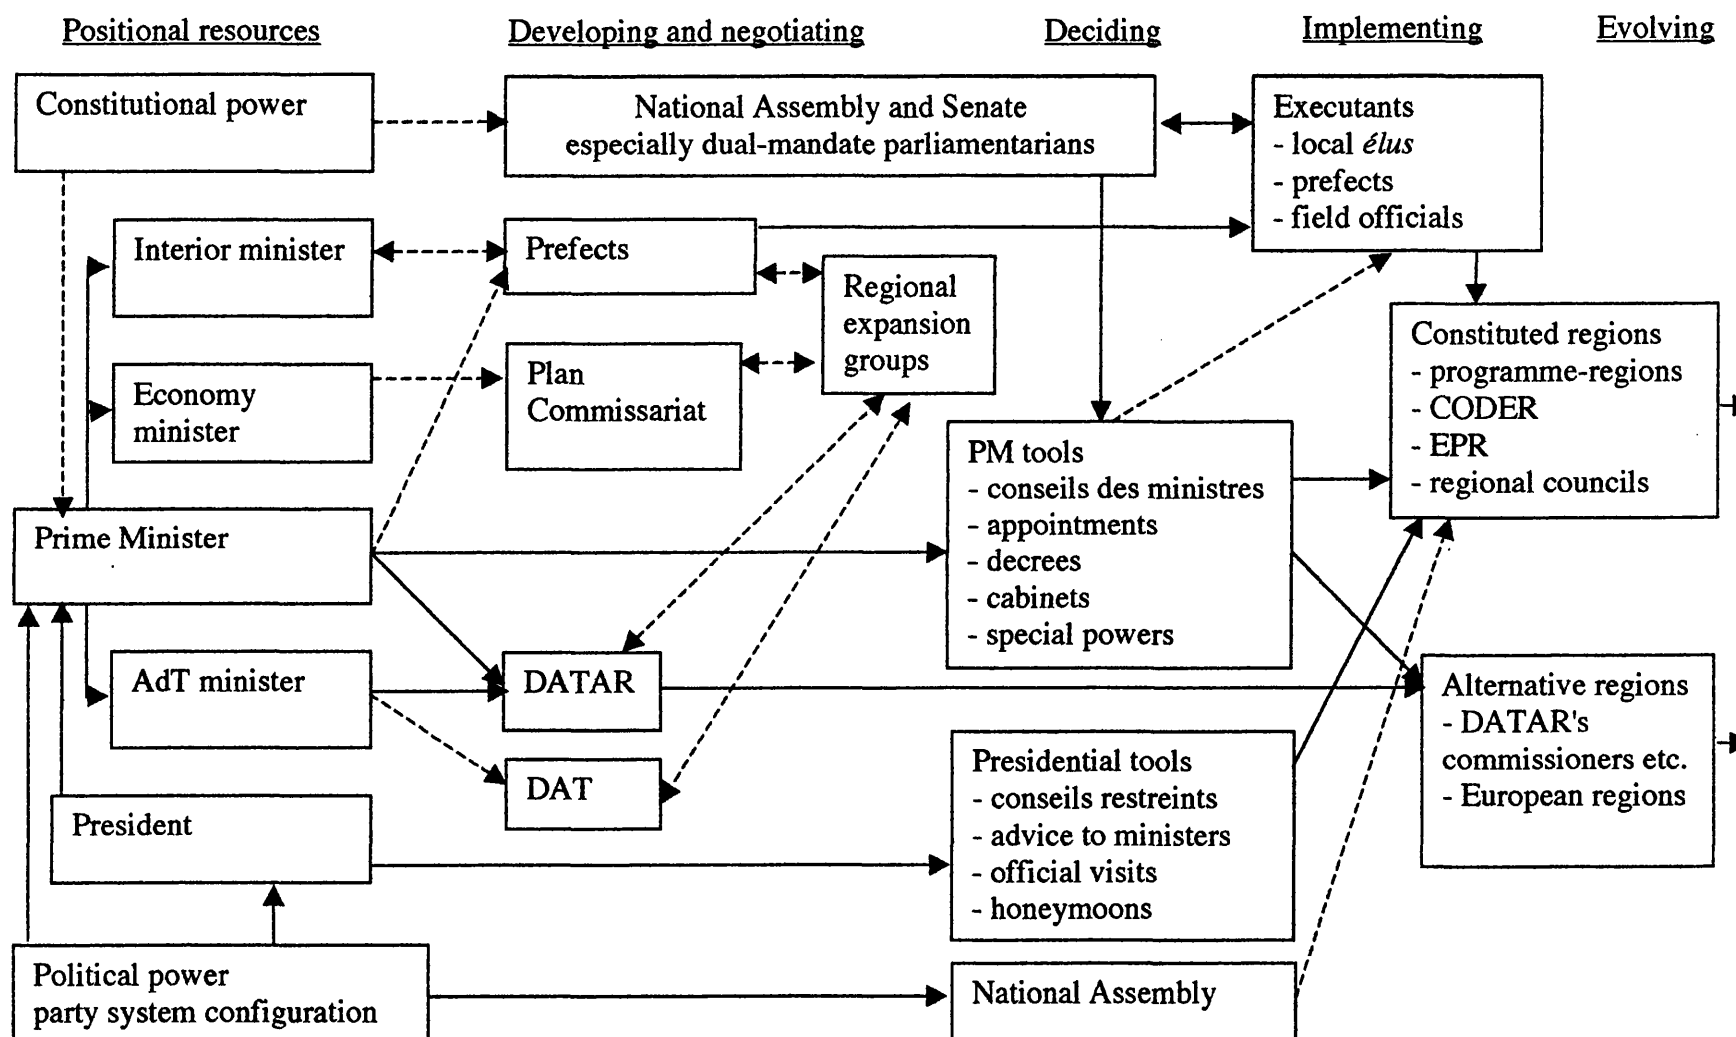 Positional resources
Developing and negotiating
Deciding
Implementing
Evolving
Constitutional power
National Assembly and Senate
especially dual-mandate parliamentarians
Executants
- local élus
- prefects
- field officials
Interior minister
Prefects
Regional
expansion
groups
Economy
minister
Plan
Commissariat
Constituted regions
- programme-regions
- CODER
- EPR
- regional councils
PM tools
- conseils des ministres
- appointments
- decrees
- cabinets
- special powers
Prime Minister
AdT minister
DATAR
DAT
Alternative regions
- DATAR's
commissioners etc.
- European regions
Presidential tools
- conseils restreints
- advice to ministers
- official visits
- honeymoons
President
Political power
party system configuration
National Assembly